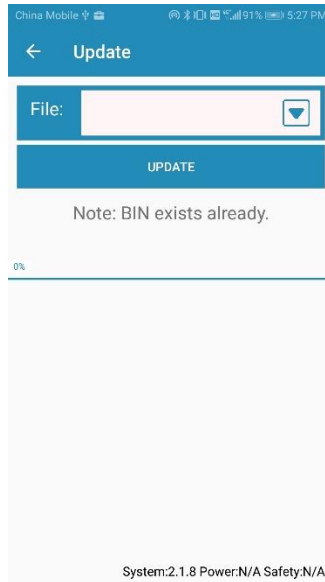 China Mobile 91% 5:27 PM
Update
File:
UPDATE
Note: BIN exists already.
0%
System:2.1.8 Power:N/A Safety:N/A